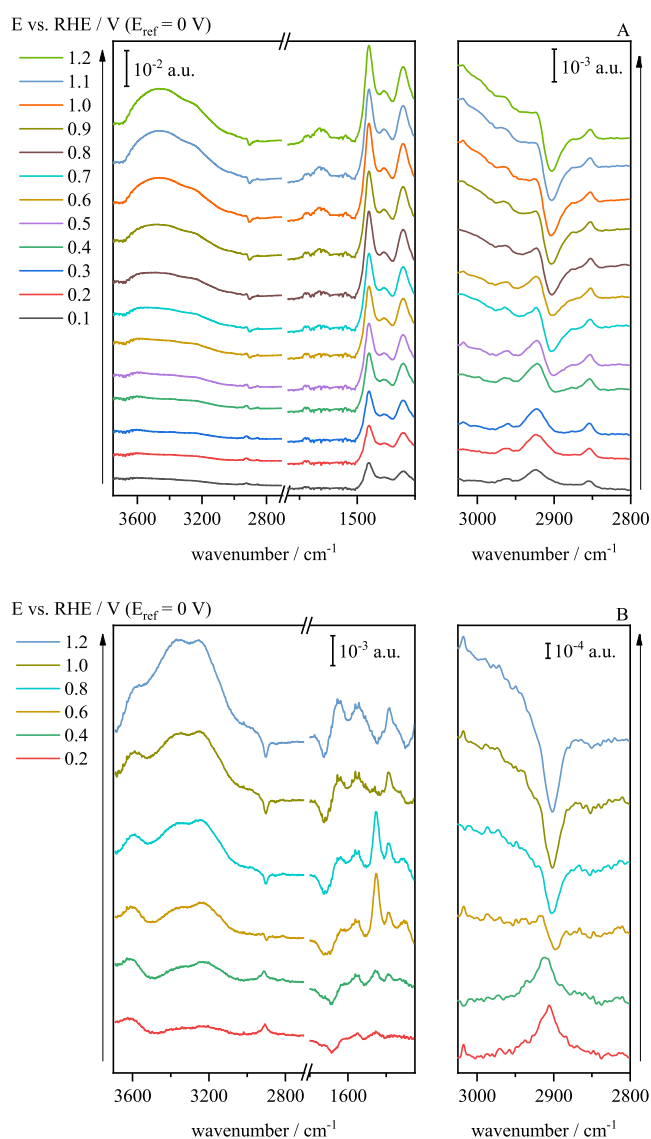 E vs. RHE / V (E_ref = 0 V)
A
1.2
1.1
1.0
0.9
0.8
0.7
0.6
0.5
0.4
0.3
0.2
0.1
10^-2 a.u.
10^-3 a.u.
3600 3200 2800 1500
3000 2900 2800
wavenumber / cm^-1
wavenumber / cm^-1
E vs. RHE / V (E_ref = 0 V)
B
1.2
1.0
0.8
0.6
0.4
0.2
10^-3 a.u.
10^-4 a.u.
3600 3200 2800 1600
3000 2900 2800
wavenumber / cm^-1
wavenumber / cm^-1